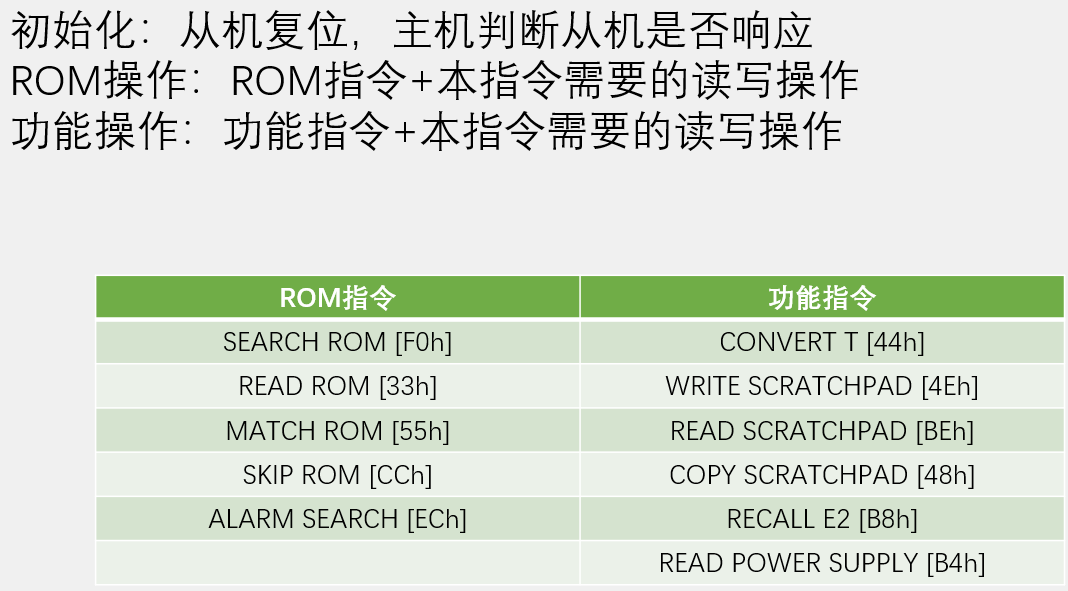 初始化：从机复位，主机判断从机是否响应
ROM操作：ROM指令+本指令需要的读写操作
功能操作：功能指令+本指令需要的读写操作
ROM指令 功能指令
SEARCH ROM [F0h] CONVERT T [44h]
READ ROM [33h] WRITE SCRATCHPAD [4Eh]
MATCH ROM [55h] READ SCRATCHPAD [BEh]
SKIP ROM [CCh] COPY SCRATCHPAD [48h]
ALARM SEARCH [ECh] RECALL E2 [B8h]
READ POWER SUPPLY [B4h]